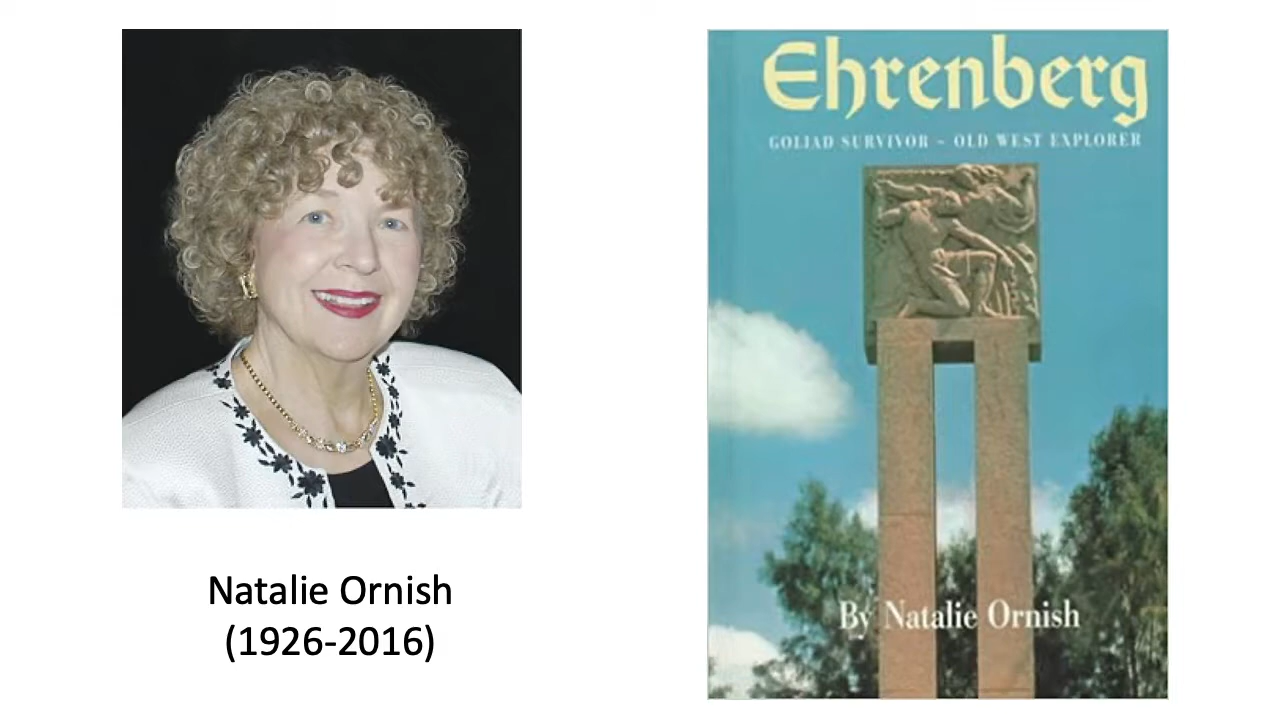 Natalie Ornish
(1926-2016)
Ehrenberg
GOLIAD SURVIVOR ~ OLD WEST EXPLORER
By Natalie Ornish